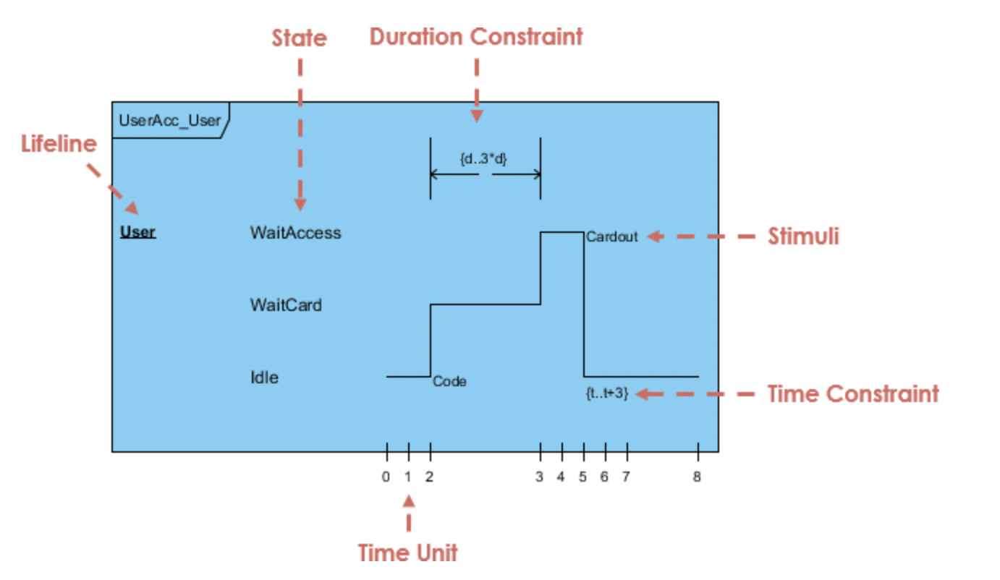 State
Duration Constraint
UserAcc_User
Lifeline
{d..3*d}
User
WaitAccess
Cardout
Stimuli
WaitCard
Idle
Code
{t..t+3}
Time Constraint
0 1 2 3 4 5 6 7 8
Time Unit